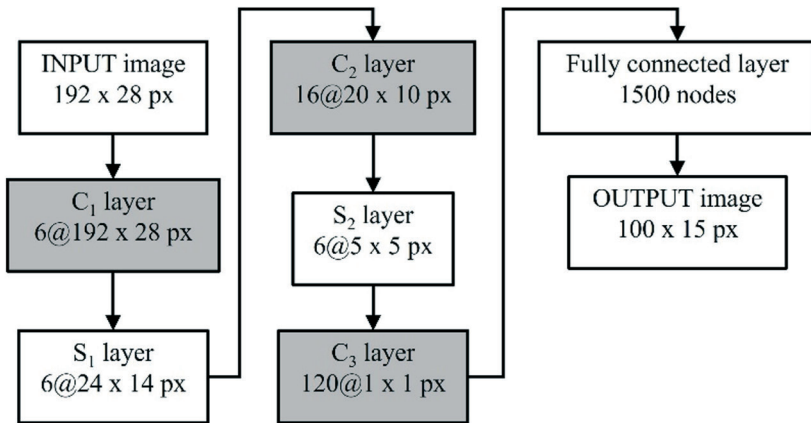 INPUT image
192 x 28 px
C₁ layer
6@192 x 28 px
S₁ layer
6@24 x 14 px
C₂ layer
16@20 x 10 px
S₂ layer
6@5 x 5 px
C₃ layer
120@1 x 1 px
Fully connected layer
1500 nodes
OUTPUT image
100 x 15 px